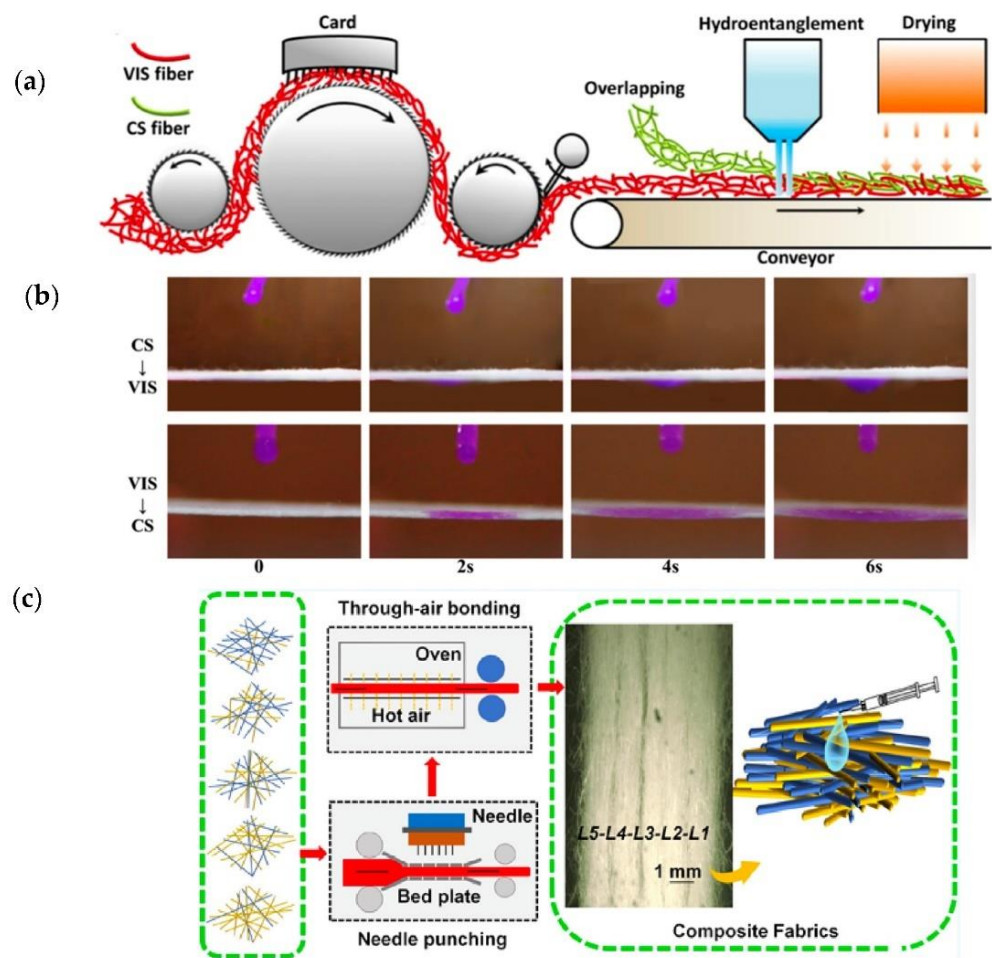 (a)
VIS fiber
CS fiber
Card
Overlapping
Hydroentanglement
Drying
Conveyor
(b)
CS
↓
VIS
VIS
↓
CS
0
2s
4s
6s
(c)
Through-air bonding
Oven
Hot air
Needle
Bed plate
Needle punching
L5-L4-L3-L2-L1
1 mm
Composite Fabrics